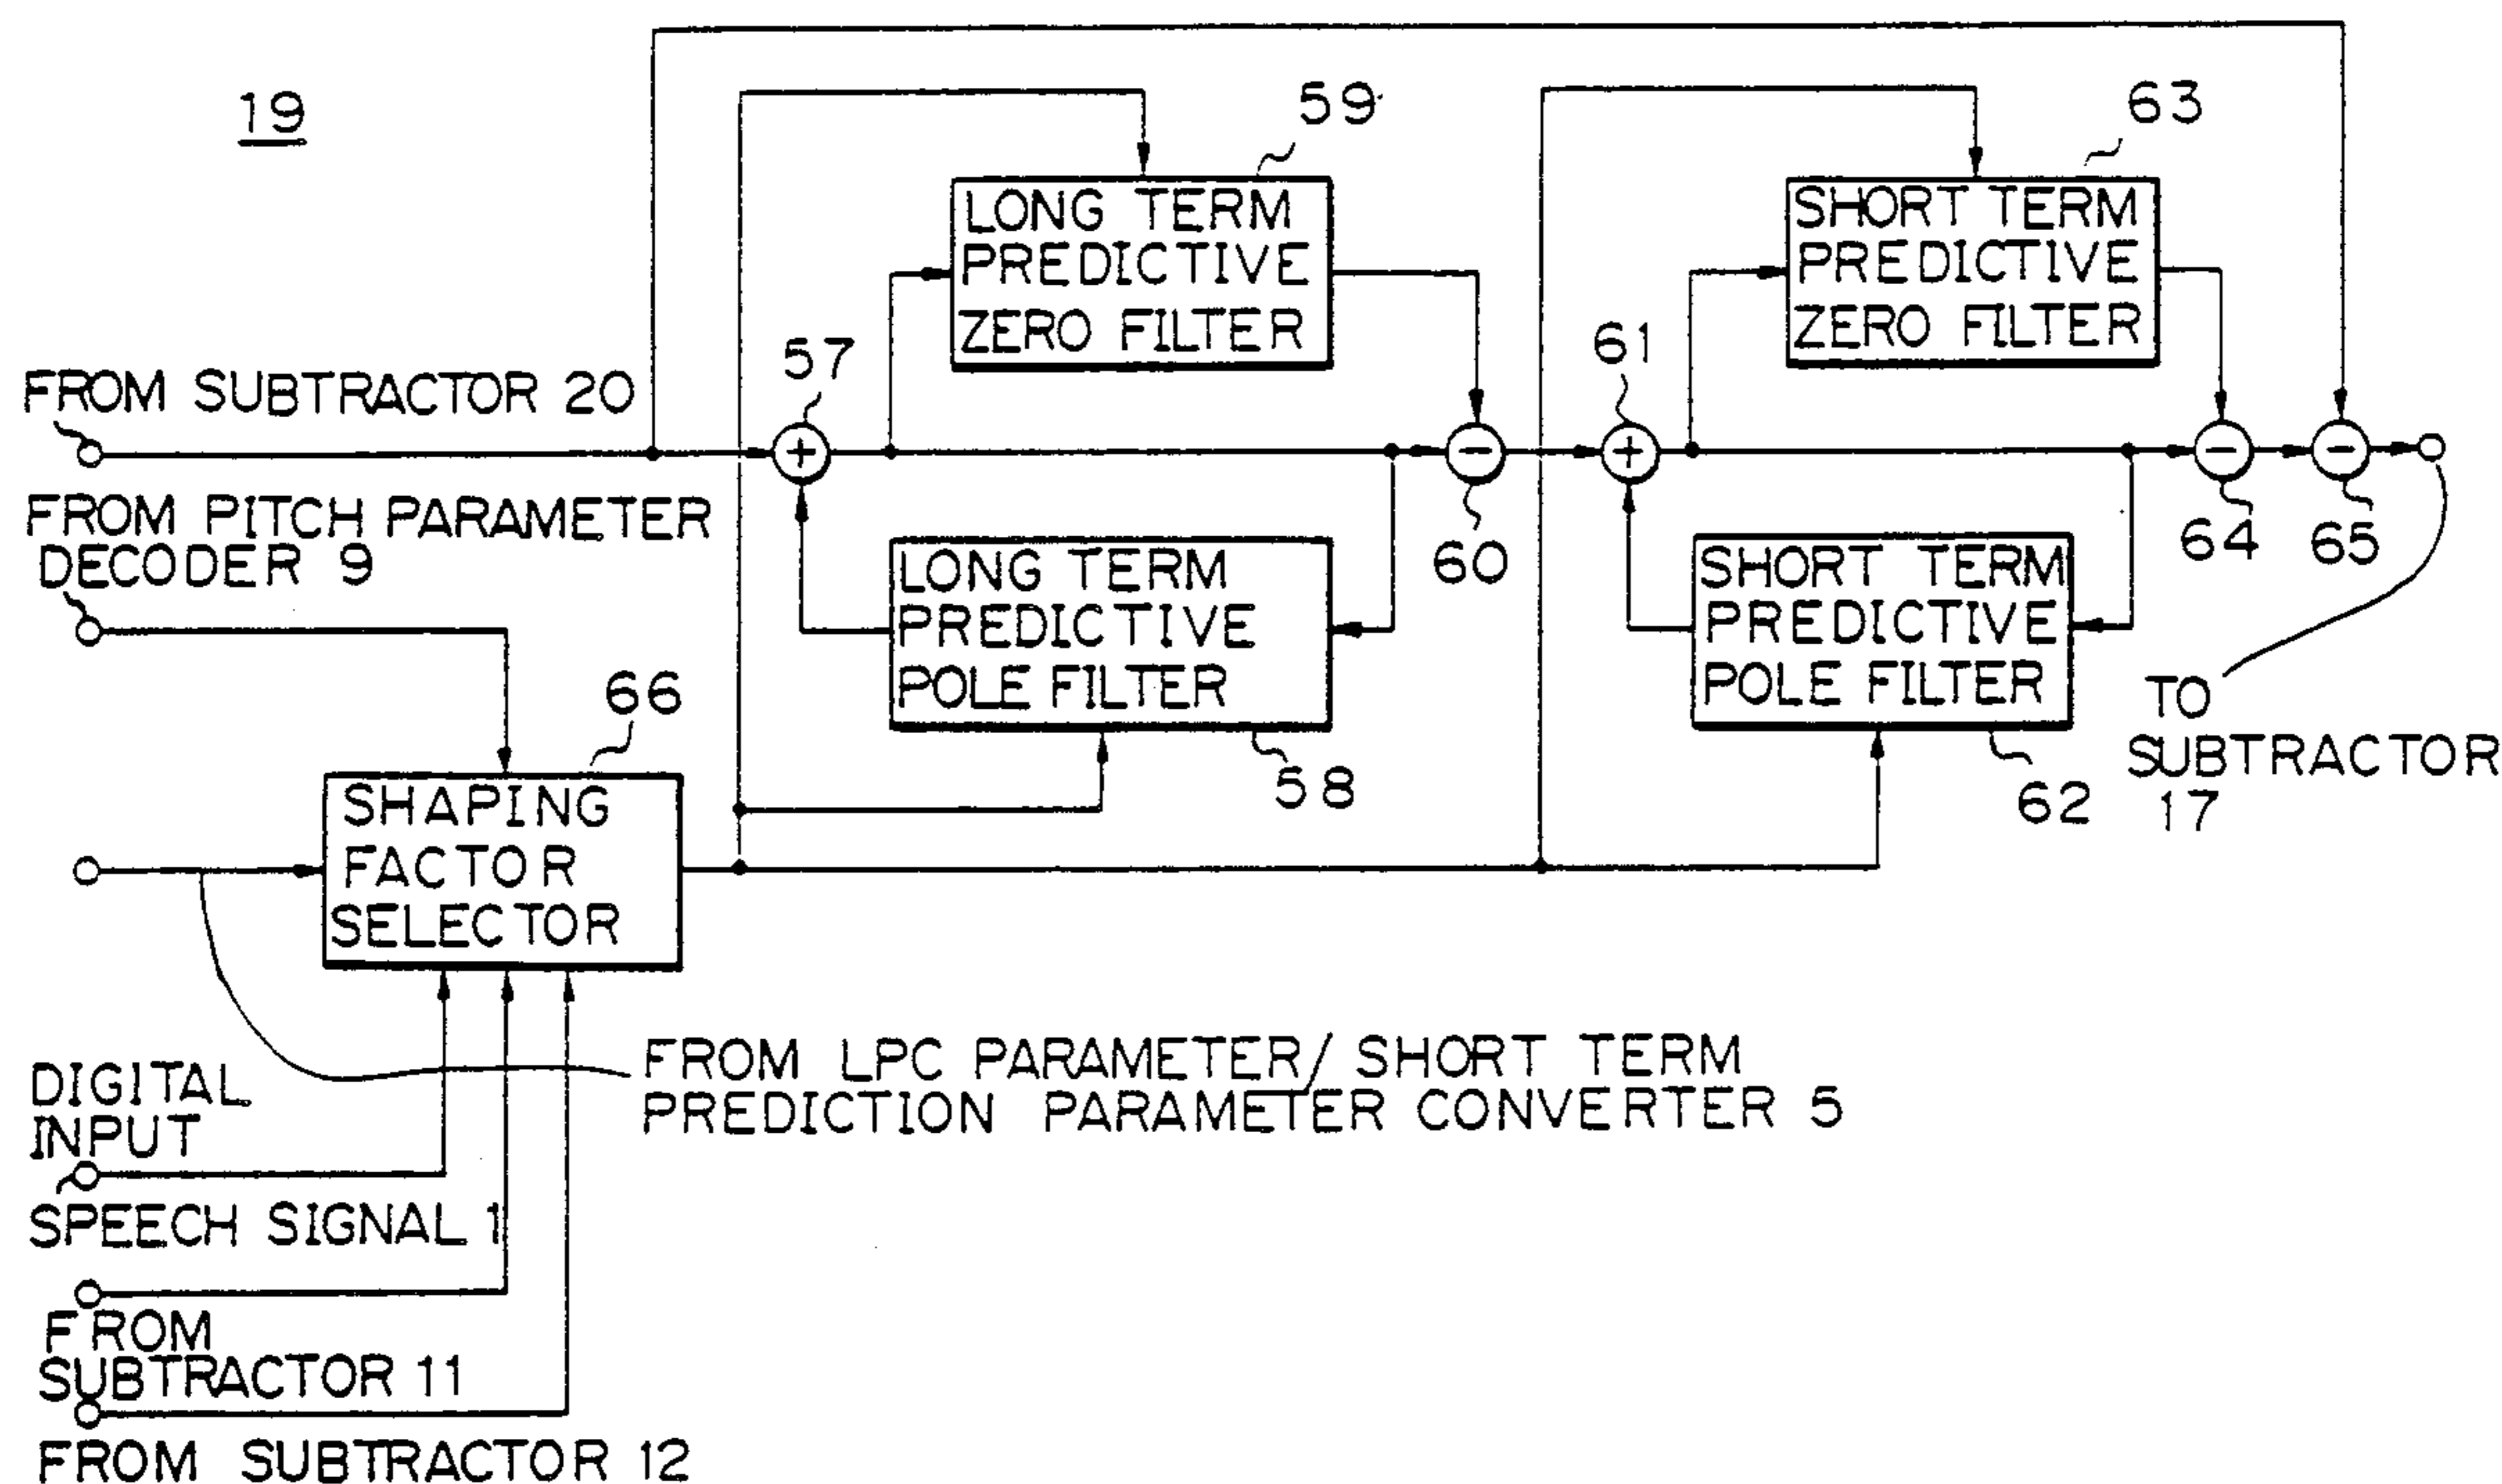 19
59
63
LONG TERM
PREDICTIVE
ZERO FILTER
SHORT TERM
PREDICTIVE
ZERO FILTER
57
61
FROM SUBTRACTOR 20
+
−
+
−
−
FROM PITCH PARAMETER
DECODER 9
60
64
65
LONG TERM
PREDICTIVE
POLE FILTER
SHORT TERM
PREDICTIVE
POLE FILTER
66
58
62
TO
SUBTRACTOR
17
SHAPING
FACTOR
SELECTOR
FROM LPC PARAMETER/SHORT TERM
PREDICTION PARAMETER CONVERTER 5
DIGITAL
INPUT
SPEECH SIGNAL 1
FROM
SUBTRACTOR 11
FROM SUBTRACTOR 12